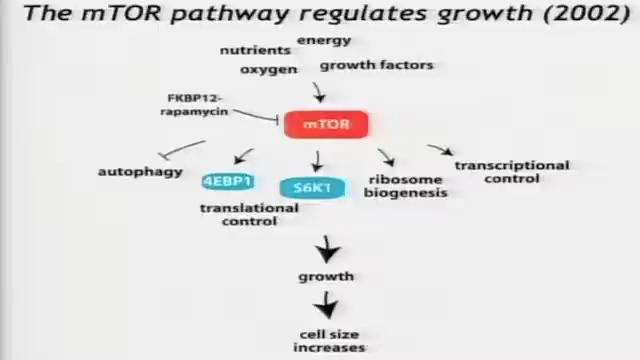 The mTOR pathway regulates growth (2002)
energy
nutrients
oxygen
growth factors
FKBP12-
rapamycin
mTOR
autophagy
4EBP1
S6K1
ribosome
biogenesis
transcriptional
control
translational
control
growth
cell size
increases